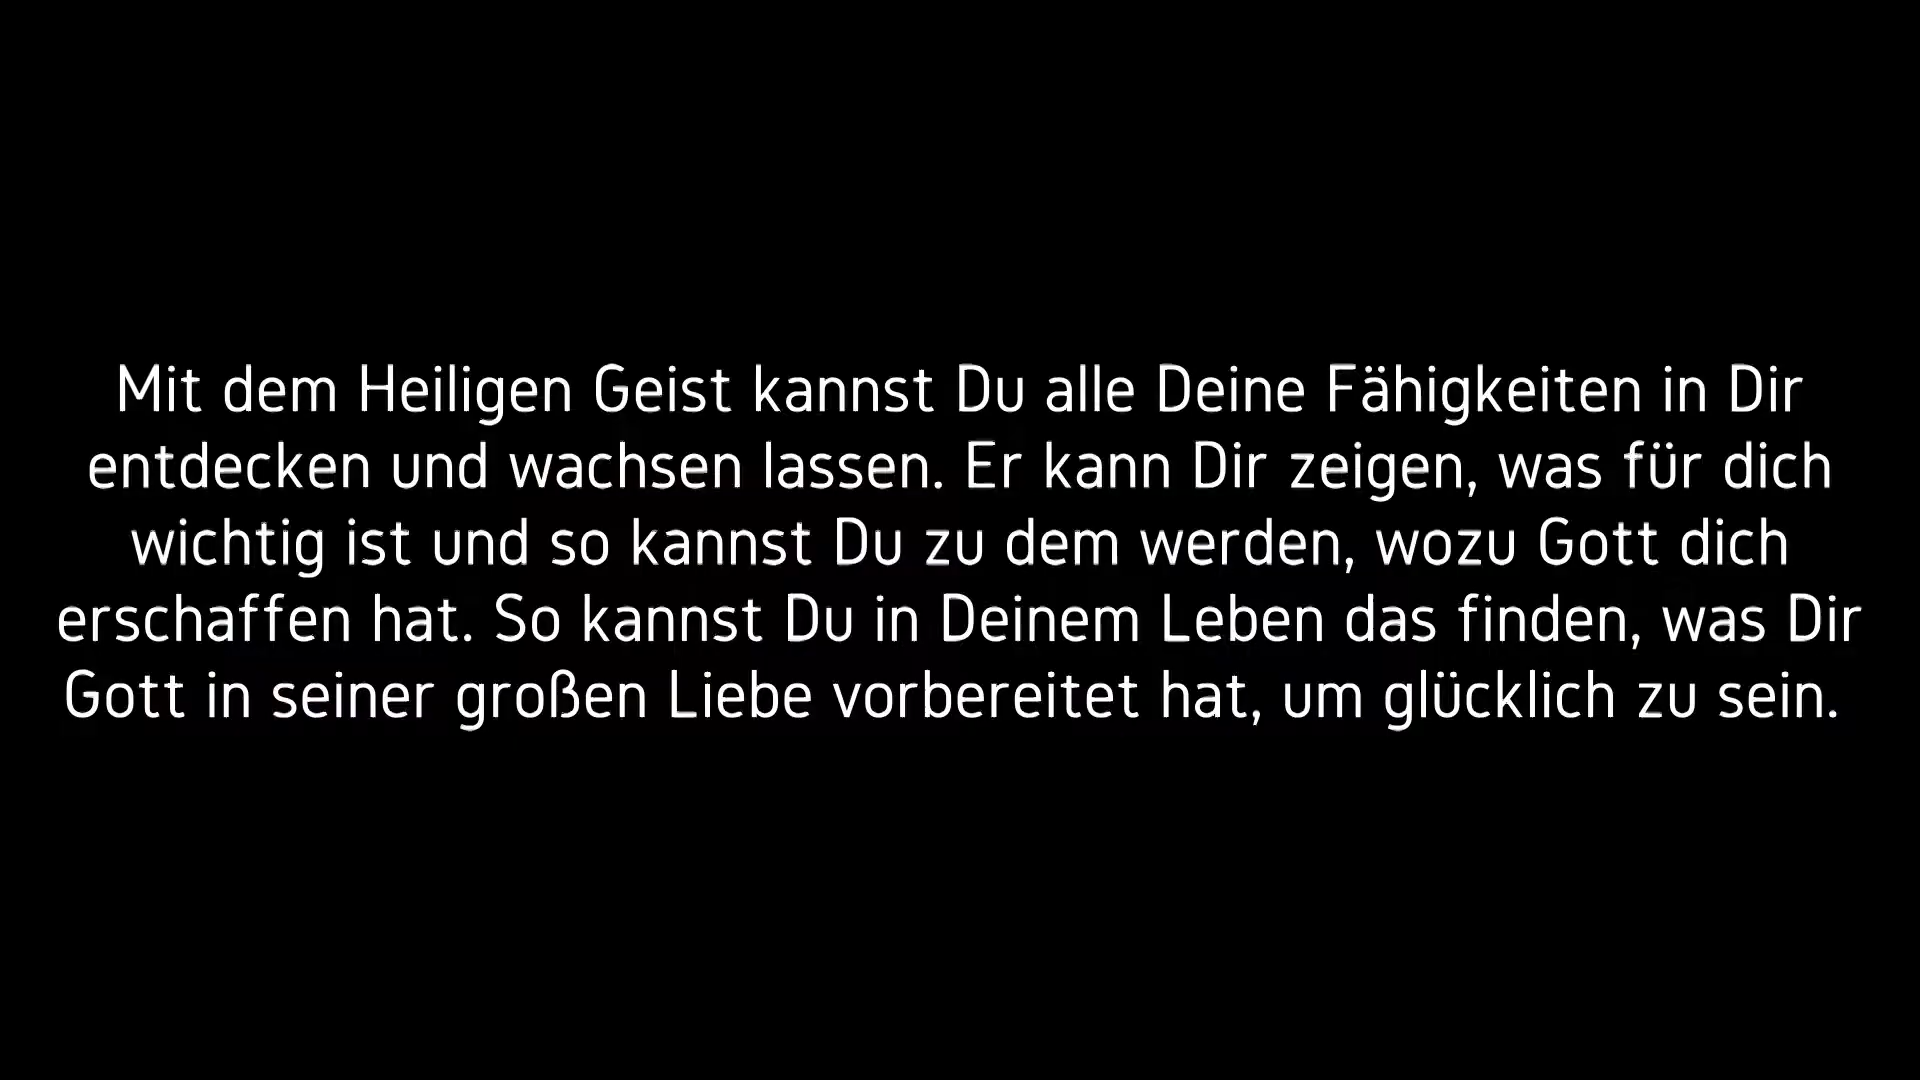 Mit dem Heiligen Geist kannst Du alle Deine Fähigkeiten in Dir
entdecken und wachsen lassen. Er kann Dir zeigen, was für dich
wichtig ist und so kannst Du zu dem werden, wozu Gott dich
erschaffen hat. So kannst Du in Deinem Leben das finden, was Dir
Gott in seiner großen Liebe vorbereitet hat, um glücklich zu sein.